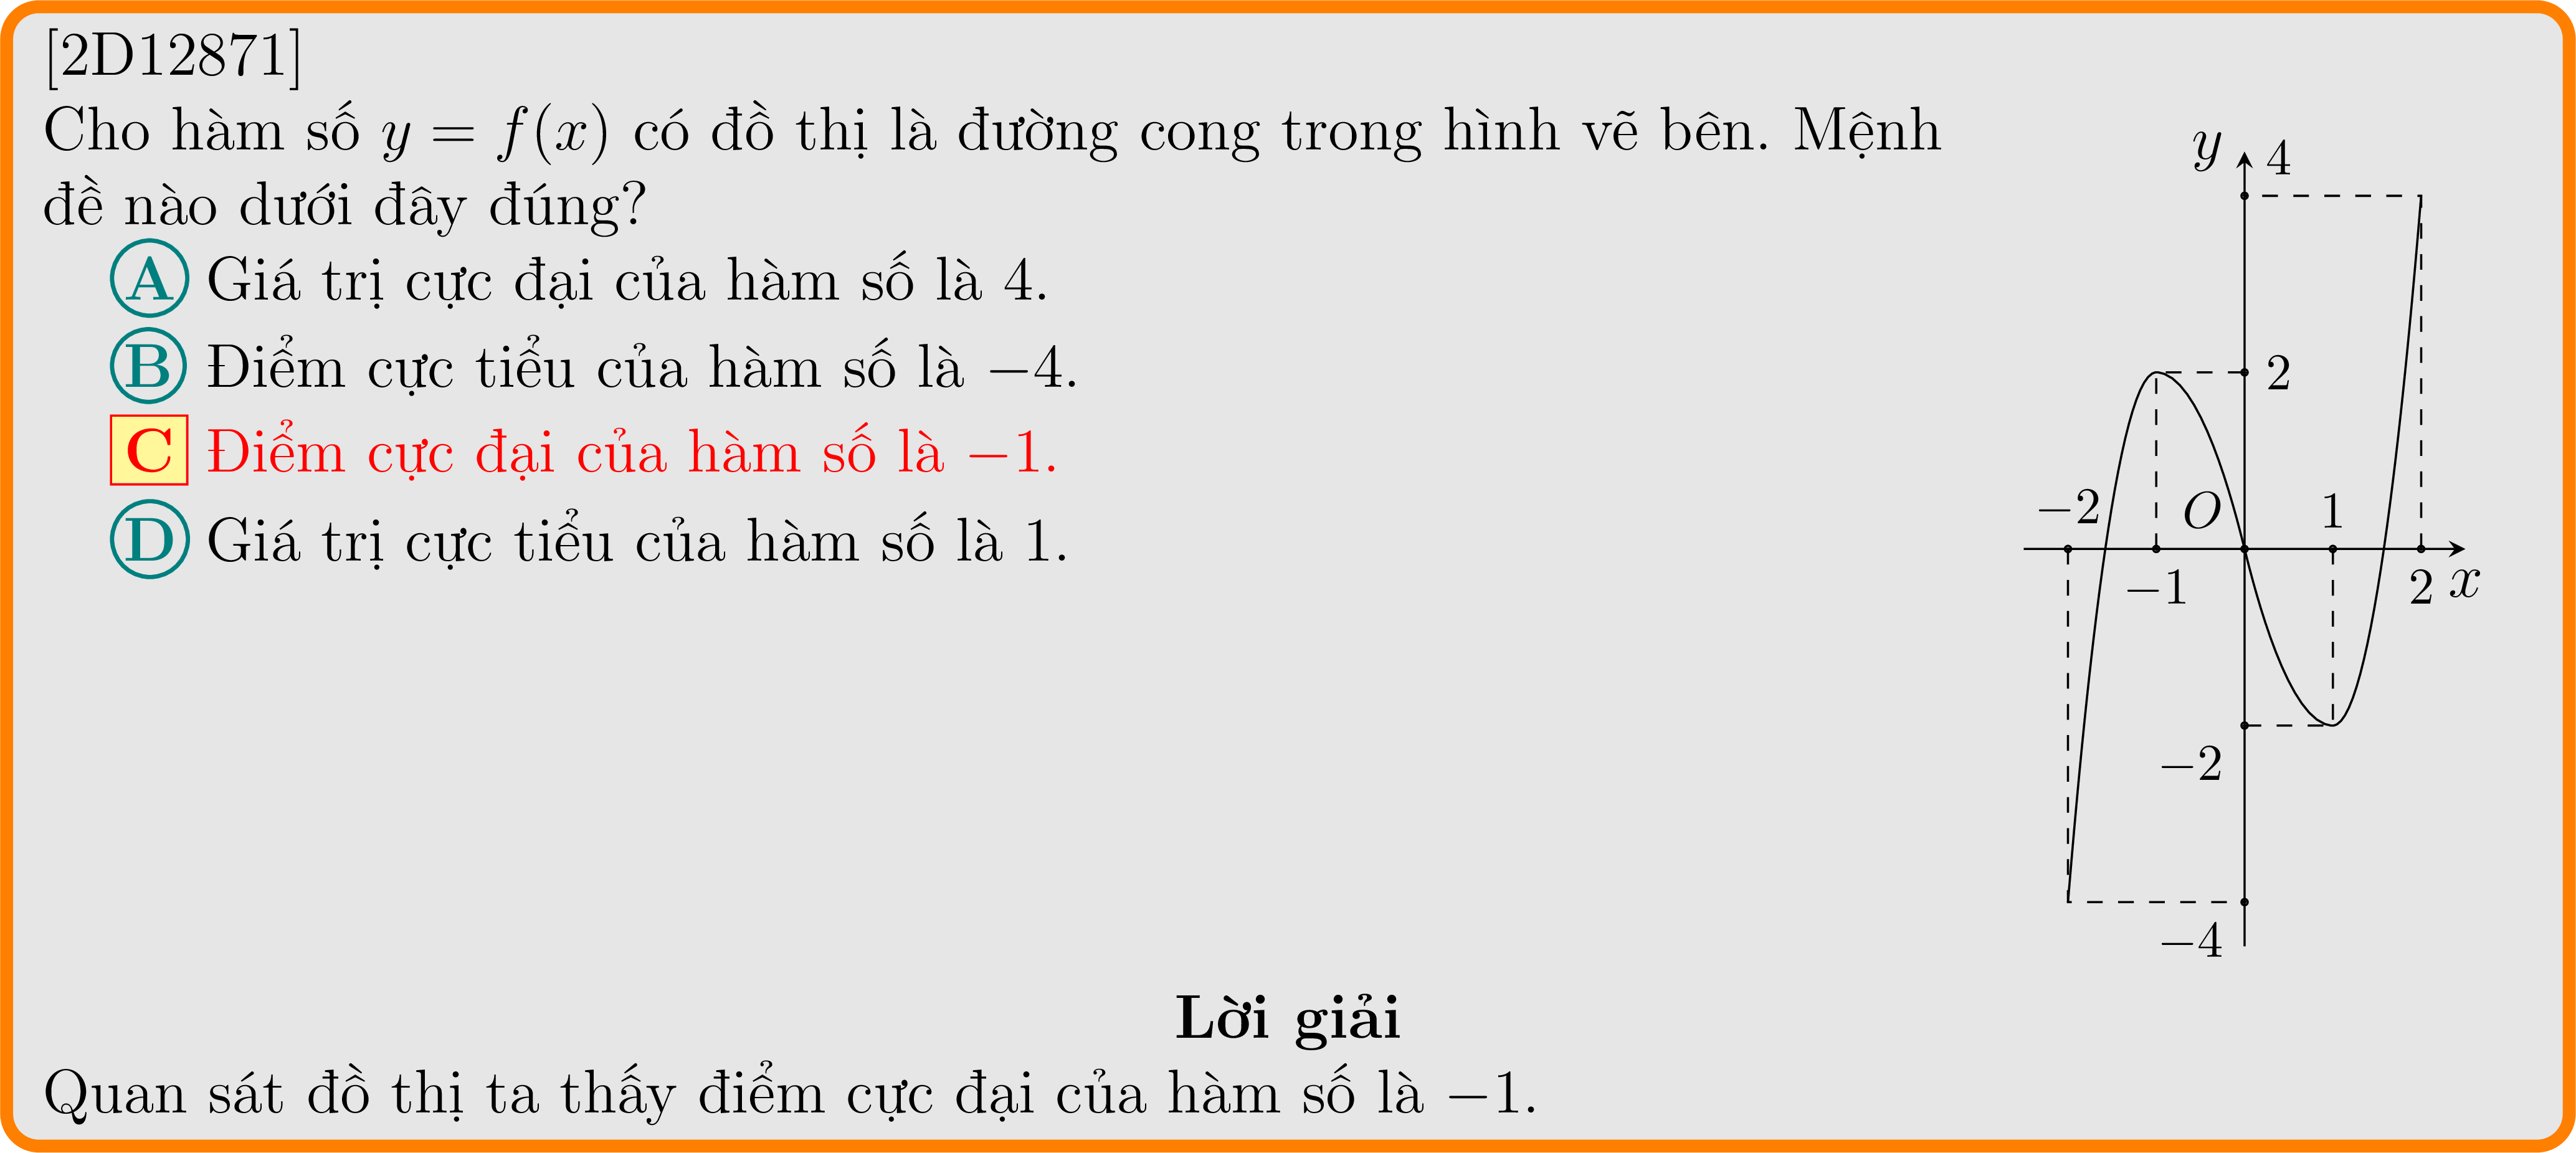 [2D12871]
Cho hàm số y = f(x) có đồ thị là đường cong trong hình vẽ bên. Mệnh
đề nào dưới đây đúng?
A Giá trị cực đại của hàm số là 4.
B Điểm cực tiểu của hàm số là −4.
C Điểm cực đại của hàm số là −1.
D Giá trị cực tiểu của hàm số là 1.
y
4
2
−2
O
1
−1
2
x
−2
−4
Lời giải
Quan sát đồ thị ta thấy điểm cực đại của hàm số là −1.